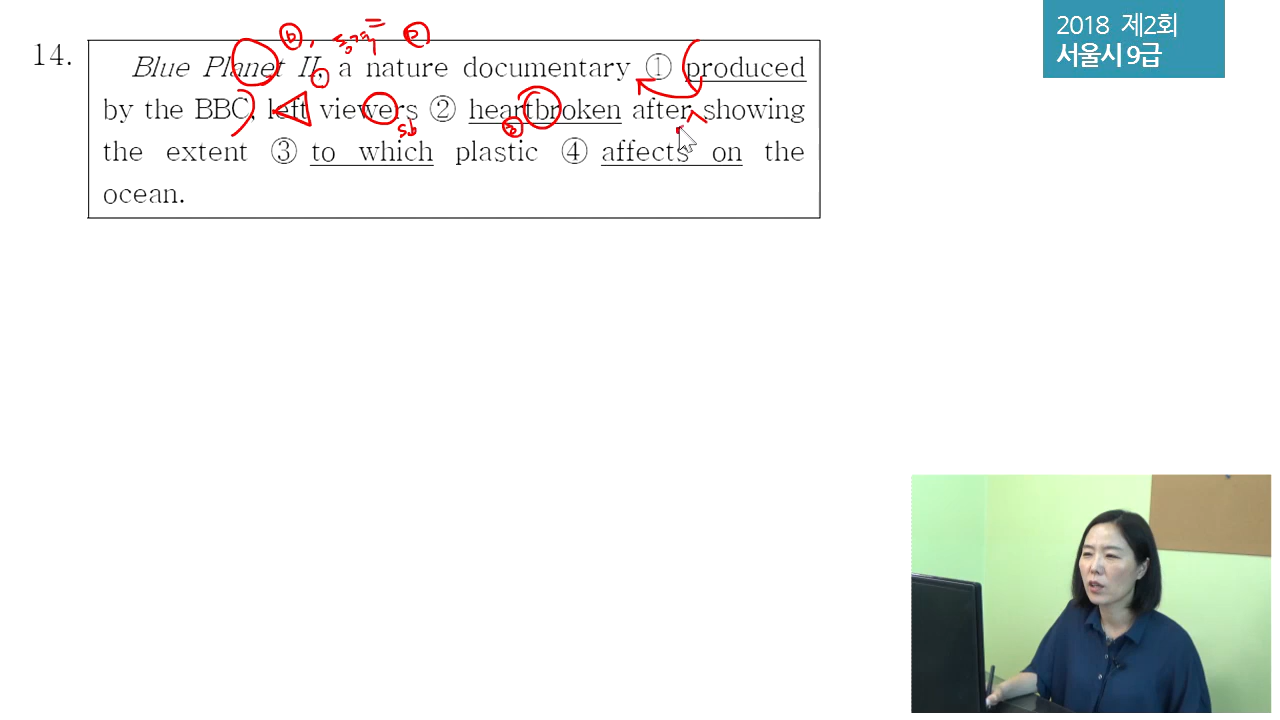 2018 제2회
서울시 9급
14.
Blue Planet II, a nature documentary ① produced
by the BBC, left viewers ② heartbroken after showing
the extent ③ to which plastic ④ affects on the
ocean.